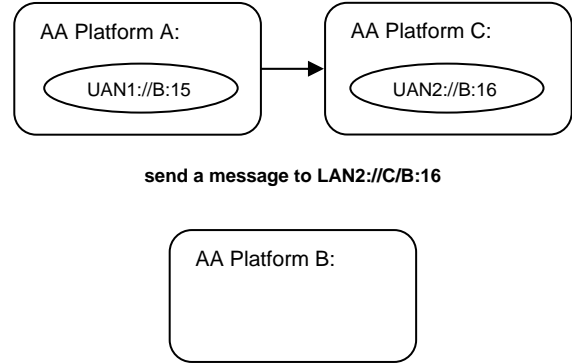 AA Platform A:
AA Platform C:
UAN1://B:15
UAN2://B:16
send a message to LAN2://C/B:16
AA Platform B: